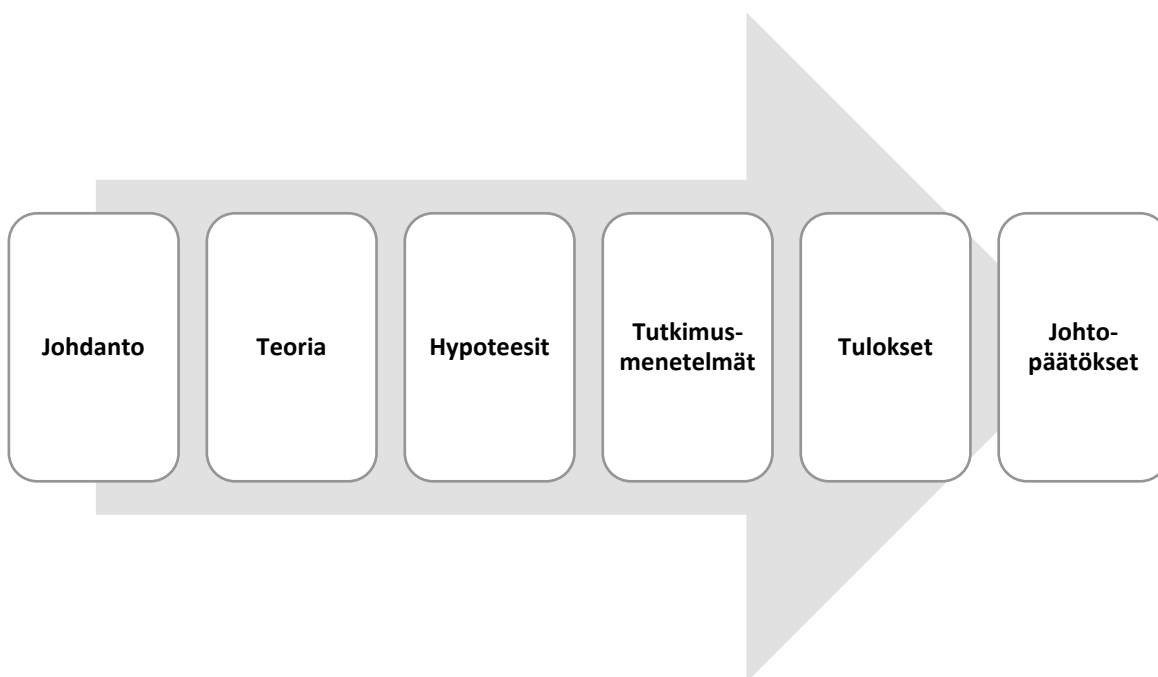 Johdanto
Teoria
Hypoteesit
Tutkimus-
menetelmät
Tulokset
Johto-
päätökset